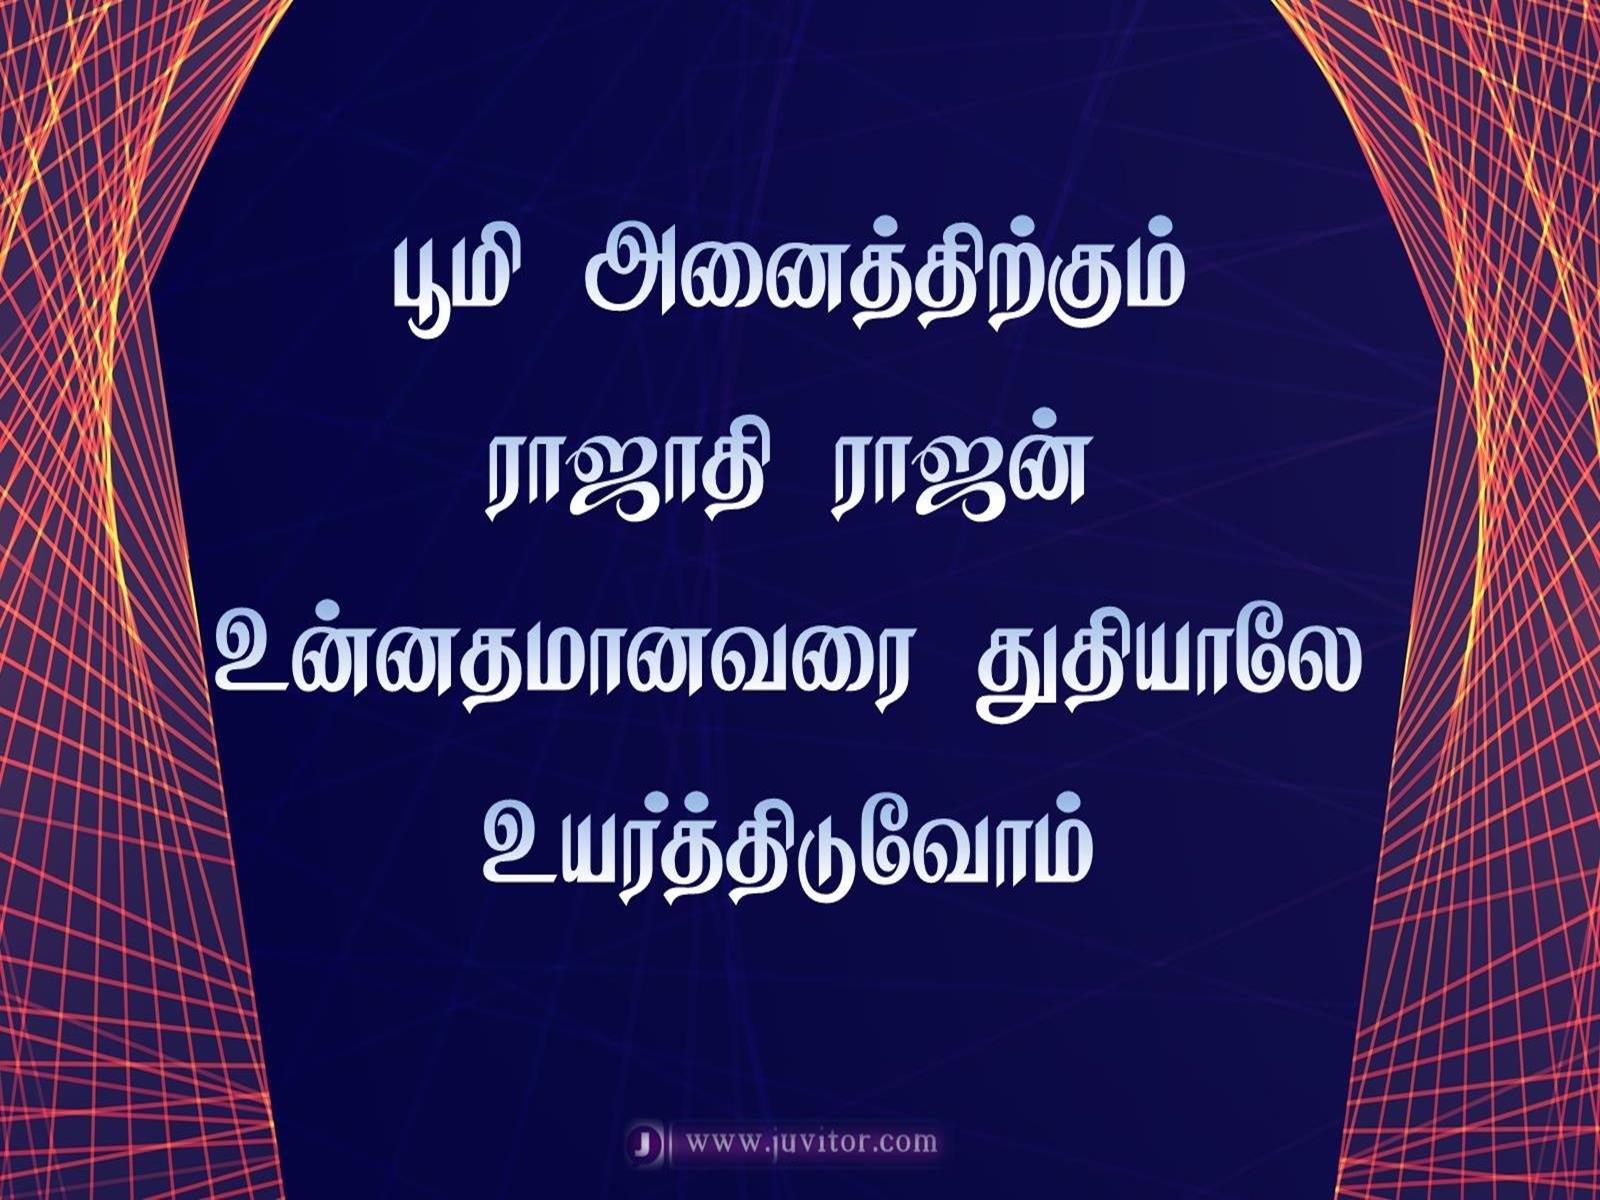 பூமி அனைத்திற்கும்
ராஜாதி ராஜன்
உன்னதமானவரை துதியாலே
உயர்த்திடுவோம்
J www.juvitor.com